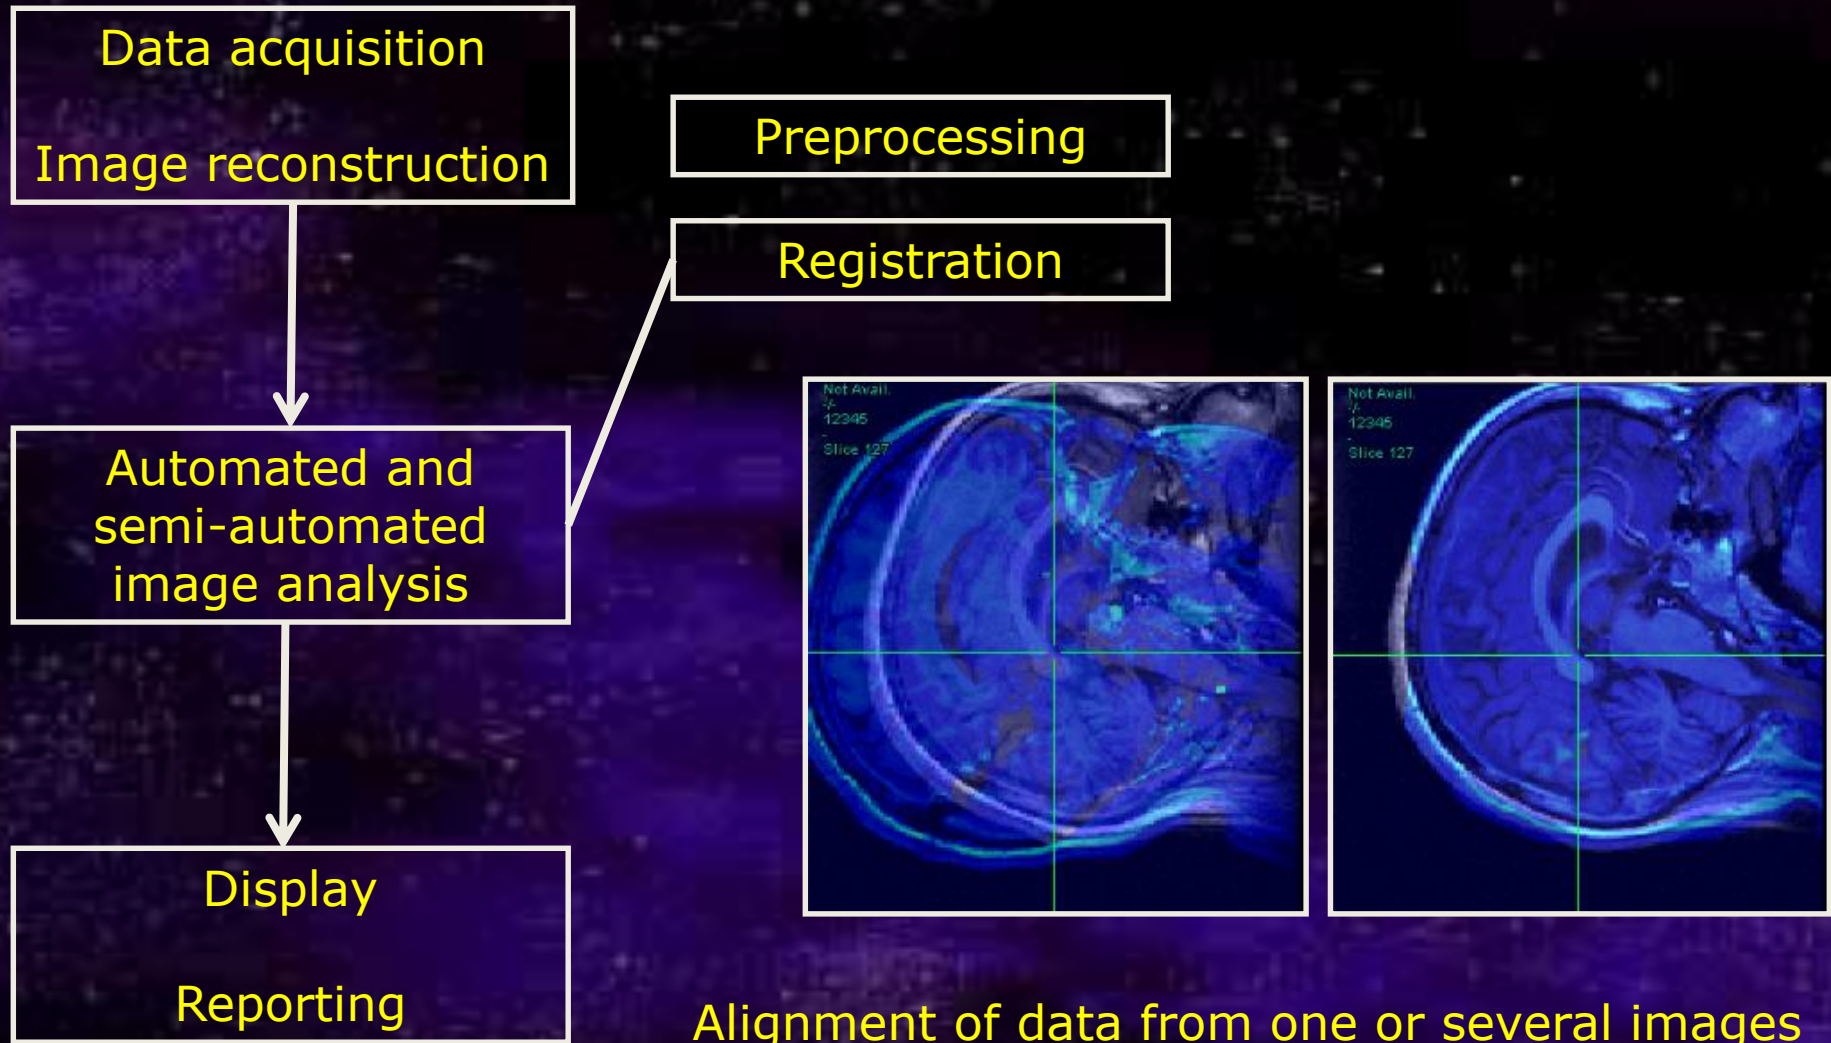 Data acquisition
Image reconstruction
Preprocessing
Registration
Automated and
semi-automated
image analysis
Display
Reporting
Not Avail.
-/-
12345
-
Slice 127
Not Avail.
-/-
12345
-
Slice 127
Alignment of data from one or several images